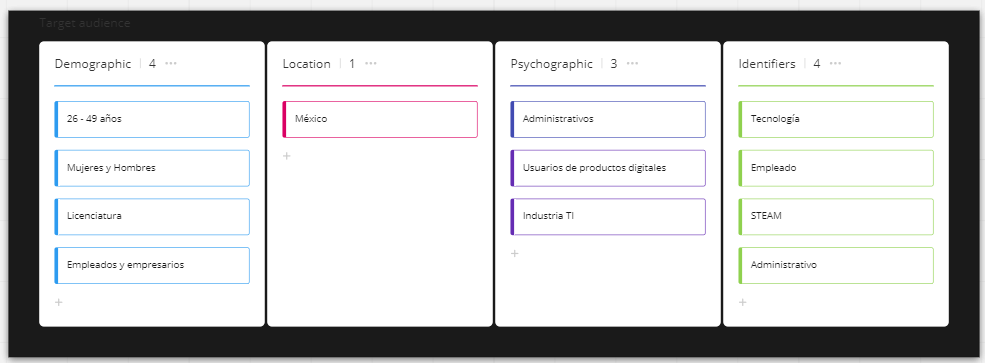 Target audience
Demographic 4
26 - 49 años
Mujeres y Hombres
Licenciatura
Empleados y empresarios
Location 1
México
Psychographic 3
Administrativos
Usuarios de productos digitales
Industria TI
Identifiers 4
Tecnología
Empleado
STEAM
Administrativo